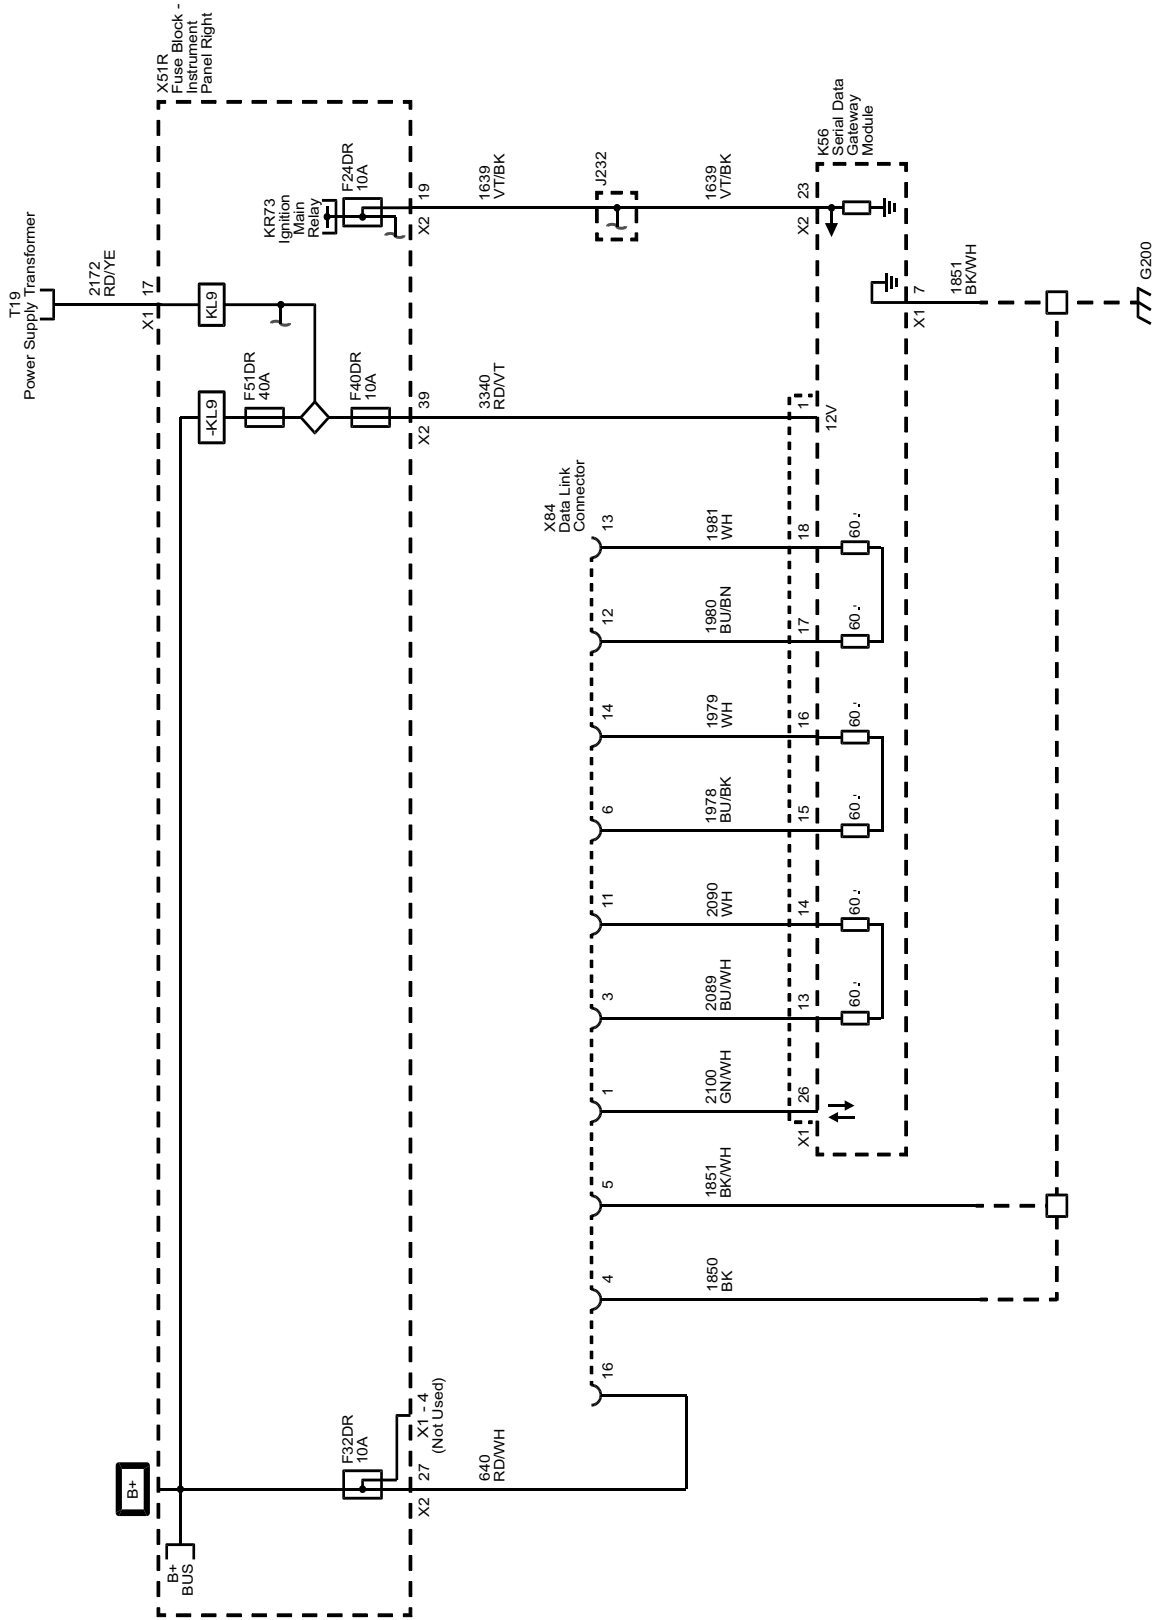 T19
Power Supply Transformer
2172
RD/YE
X1 17
X51R
Fuse Block -
Instrument
Panel Right
B+
B+
BUS
-KL9
KL9
KR73
Ignition
Main
Relay
F32DR
10A
F51DR
40A
F40DR
10A
F24DR
10A
X2 27
X1 - 4
(Not Used)
X2 39
X2 19
640
RD/WH
3340
RD/VT
1639
VT/BK
X84
Data Link
Connector
J232
16
4
5
1
3
11
6
14
12
13
1850
BK
1851
BK/WH
2100
GN/WH
2089
BU/WH
2090
WH
1978
BU/BK
1979
WH
1980
BU/BN
1981
WH
1639
VT/BK
X1
26
13
14
15
16
17
18
1
X2 23
K56
Serial Data
Gateway
Module
12V
60
60
60
60
60
60
X1 7
1851
BK/WH
G200